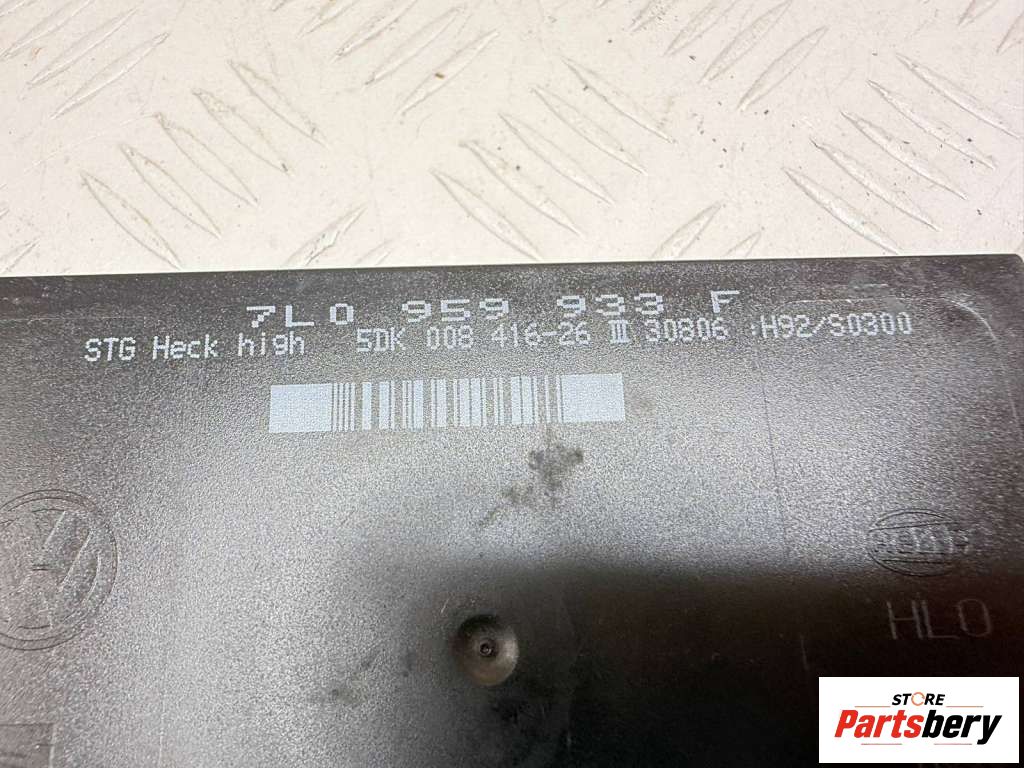 7L0 959 933 F
STG Heck high 5DK 008 416-26 III 30806 :H92/S0300
HLO
STORE
Partsbery